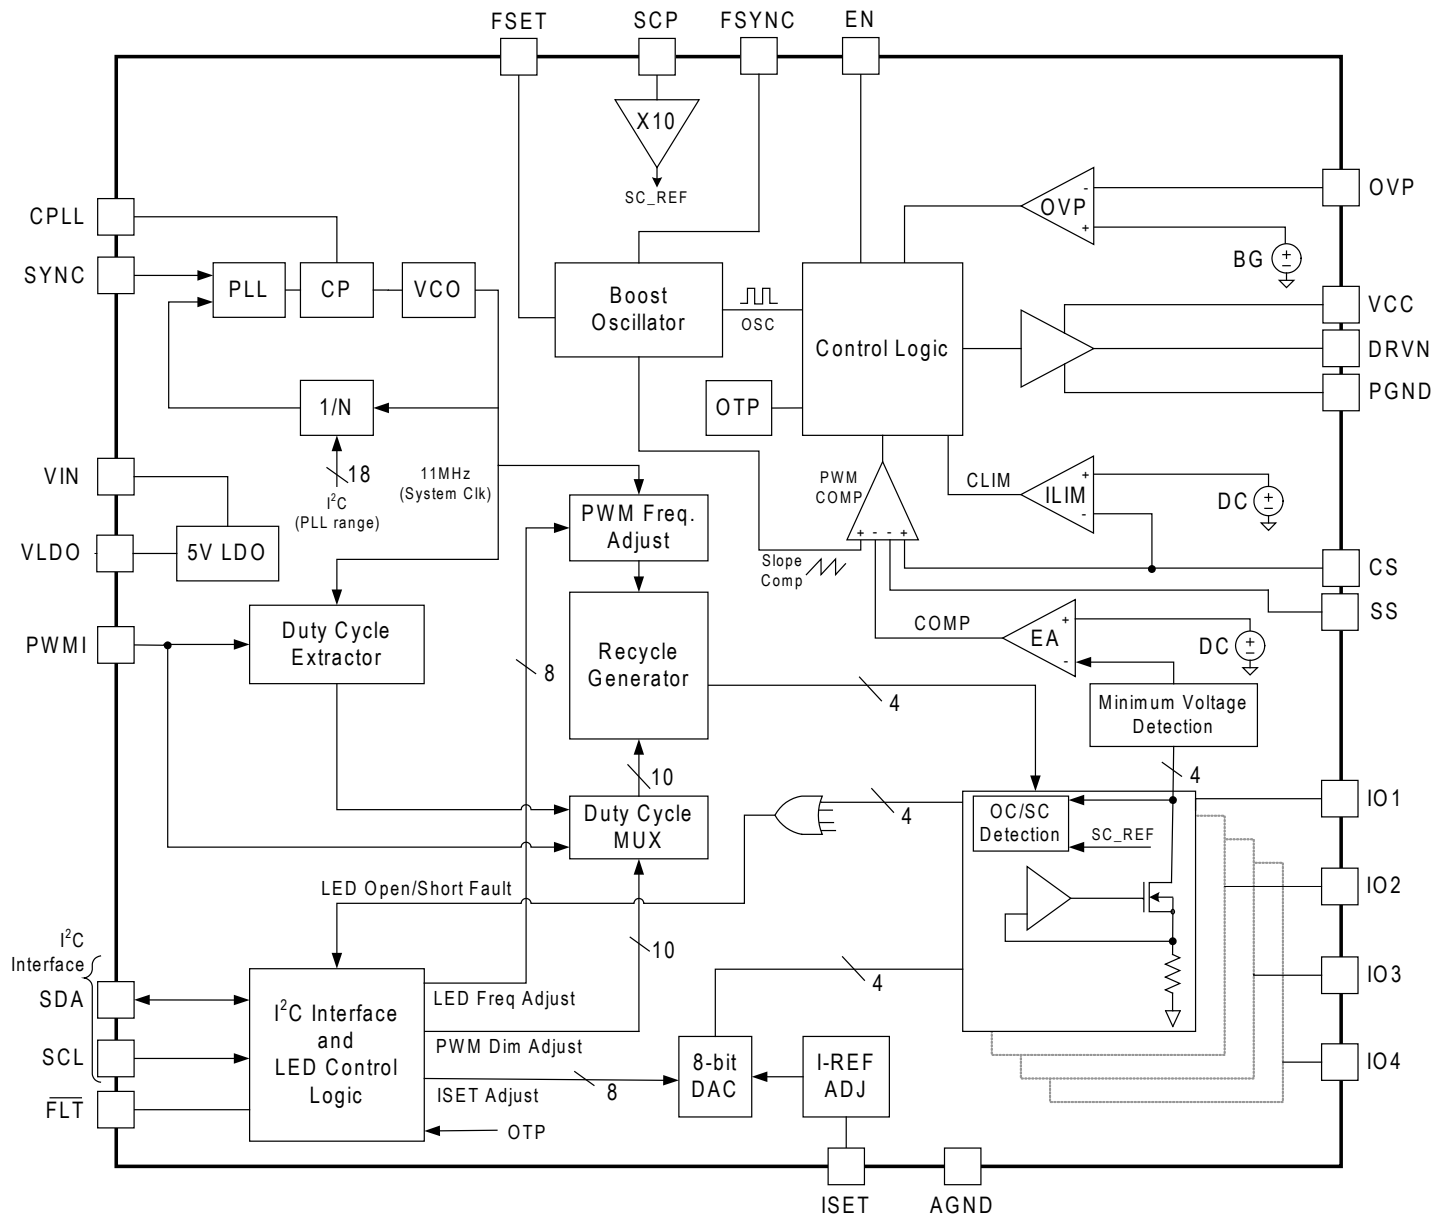 FSET
SCP
FSYNC
EN
X10
SC_REF
OVP
OVP
-
+
BG
CPLL
SYNC
PLL
CP
VCO
Boost
Oscillator
OSC
Control Logic
VCC
DRVN
PGND
1/N
OTP
18
I²C
(PLL range)
11MHz
(System Clk)
VIN
VLDO
5V LDO
PWM Freq.
Adjust
PWM
COMP
+ - - +
CLIM
ILIM
+
-
DC
Slope
Comp
CS
SS
PWMI
Duty Cycle
Extractor
Recycle
Generator
8
COMP
EA
+
-
DC
4
Minimum Voltage
Detection
4
10
Duty Cycle
MUX
4
OC/SC
Detection
SC_REF
IO1
IO2
IO3
IO4
LED Open/Short Fault
10
4
I²C
Interface
SDA
SCL
FLT
I²C Interface
and
LED Control
Logic
LED Freq Adjust
PWM Dim Adjust
ISET Adjust
8
OTP
8-bit
DAC
I-REF
ADJ
ISET
AGND